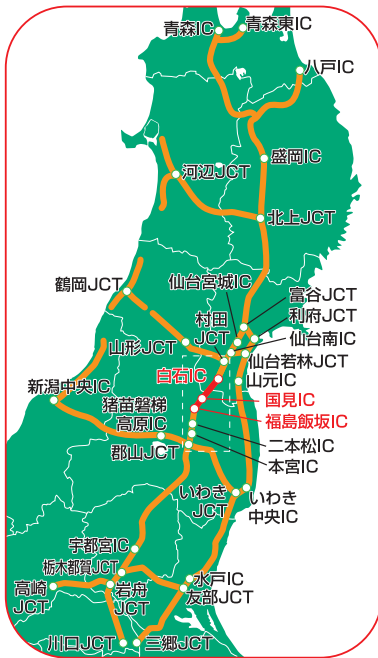 青森IC
青森東IC
八戸IC
盛岡IC
河辺JCT
北上JCT
仙台宮城IC
鶴岡JCT
富谷JCT
村田
JCT
利府JCT
仙台南IC
山形JCT
仙台若林JCT
白石IC
山元IC
新潟中央IC
国見IC
猪苗磐梯
高原IC
福島飯坂IC
二本松IC
郡山JCT
本宮IC
いわき
JCT
いわき
中央IC
宇都宮IC
栃木都賀JCT
高崎
JCT
岩舟
JCT
水戸IC
友部JCT
川口JCT
三郷JCT